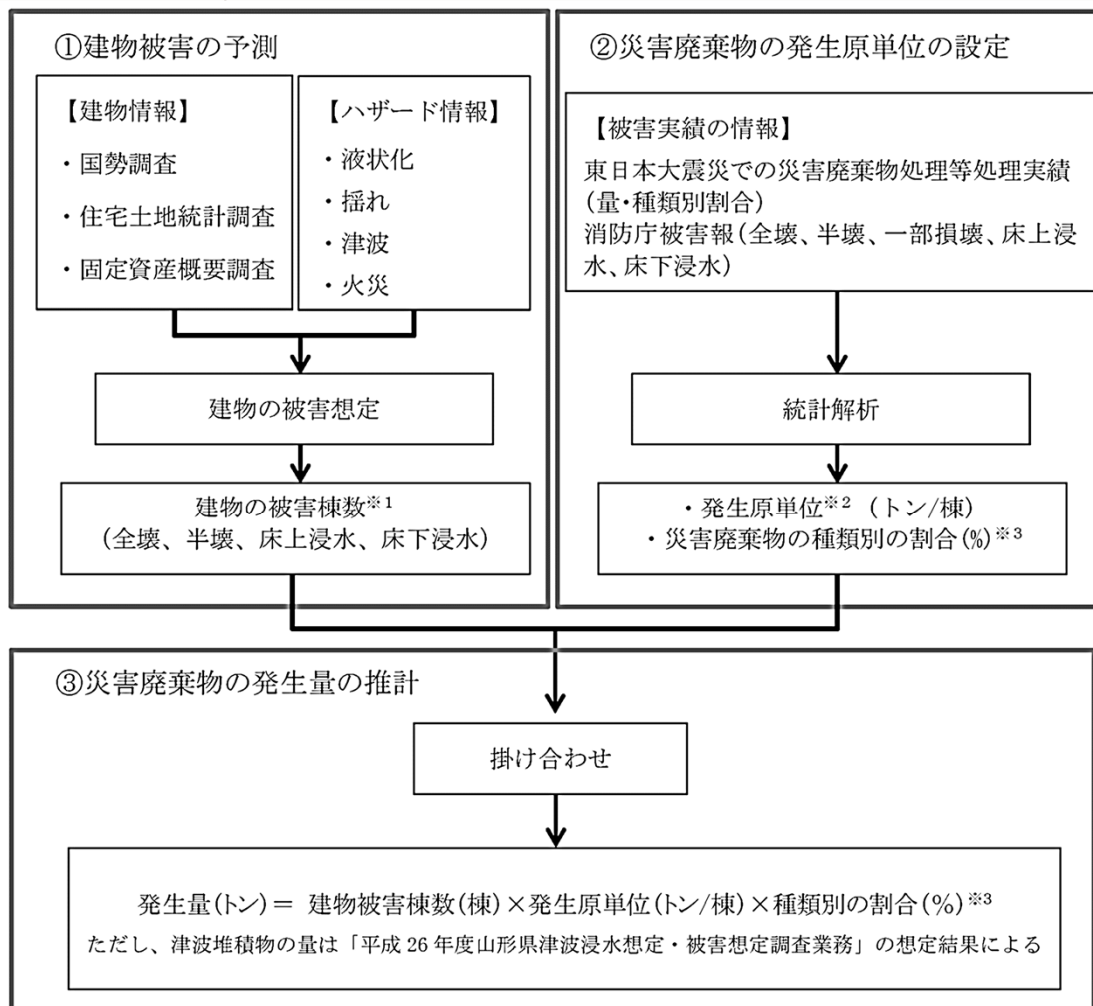 ①建物被害の予測
【建物情報】
・国勢調査
・住宅土地統計調査
・固定資産概要調査
【ハザード情報】
・液状化
・揺れ
・津波
・火災
建物の被害想定
建物の被害棟数※1
(全壊、半壊、床上浸水、床下浸水)
②災害廃棄物の発生原単位の設定
【被害実績の情報】
東日本大震災での災害廃棄物処理等処理実績
(量・種類別割合)
消防庁被害報(全壊、半壊、一部損壊、床上浸
水、床下浸水)
統計解析
・発生原単位※2 (トン/棟)
・災害廃棄物の種類別の割合(%)※3
③災害廃棄物の発生量の推計
掛け合わせ
発生量(トン)= 建物被害棟数(棟)×発生原単位(トン/棟)×種類別の割合(%)※3
ただし、津波堆積物の量は「平成 26 年度山形県津波浸水想定・被害想定調査業務」の想定結果による